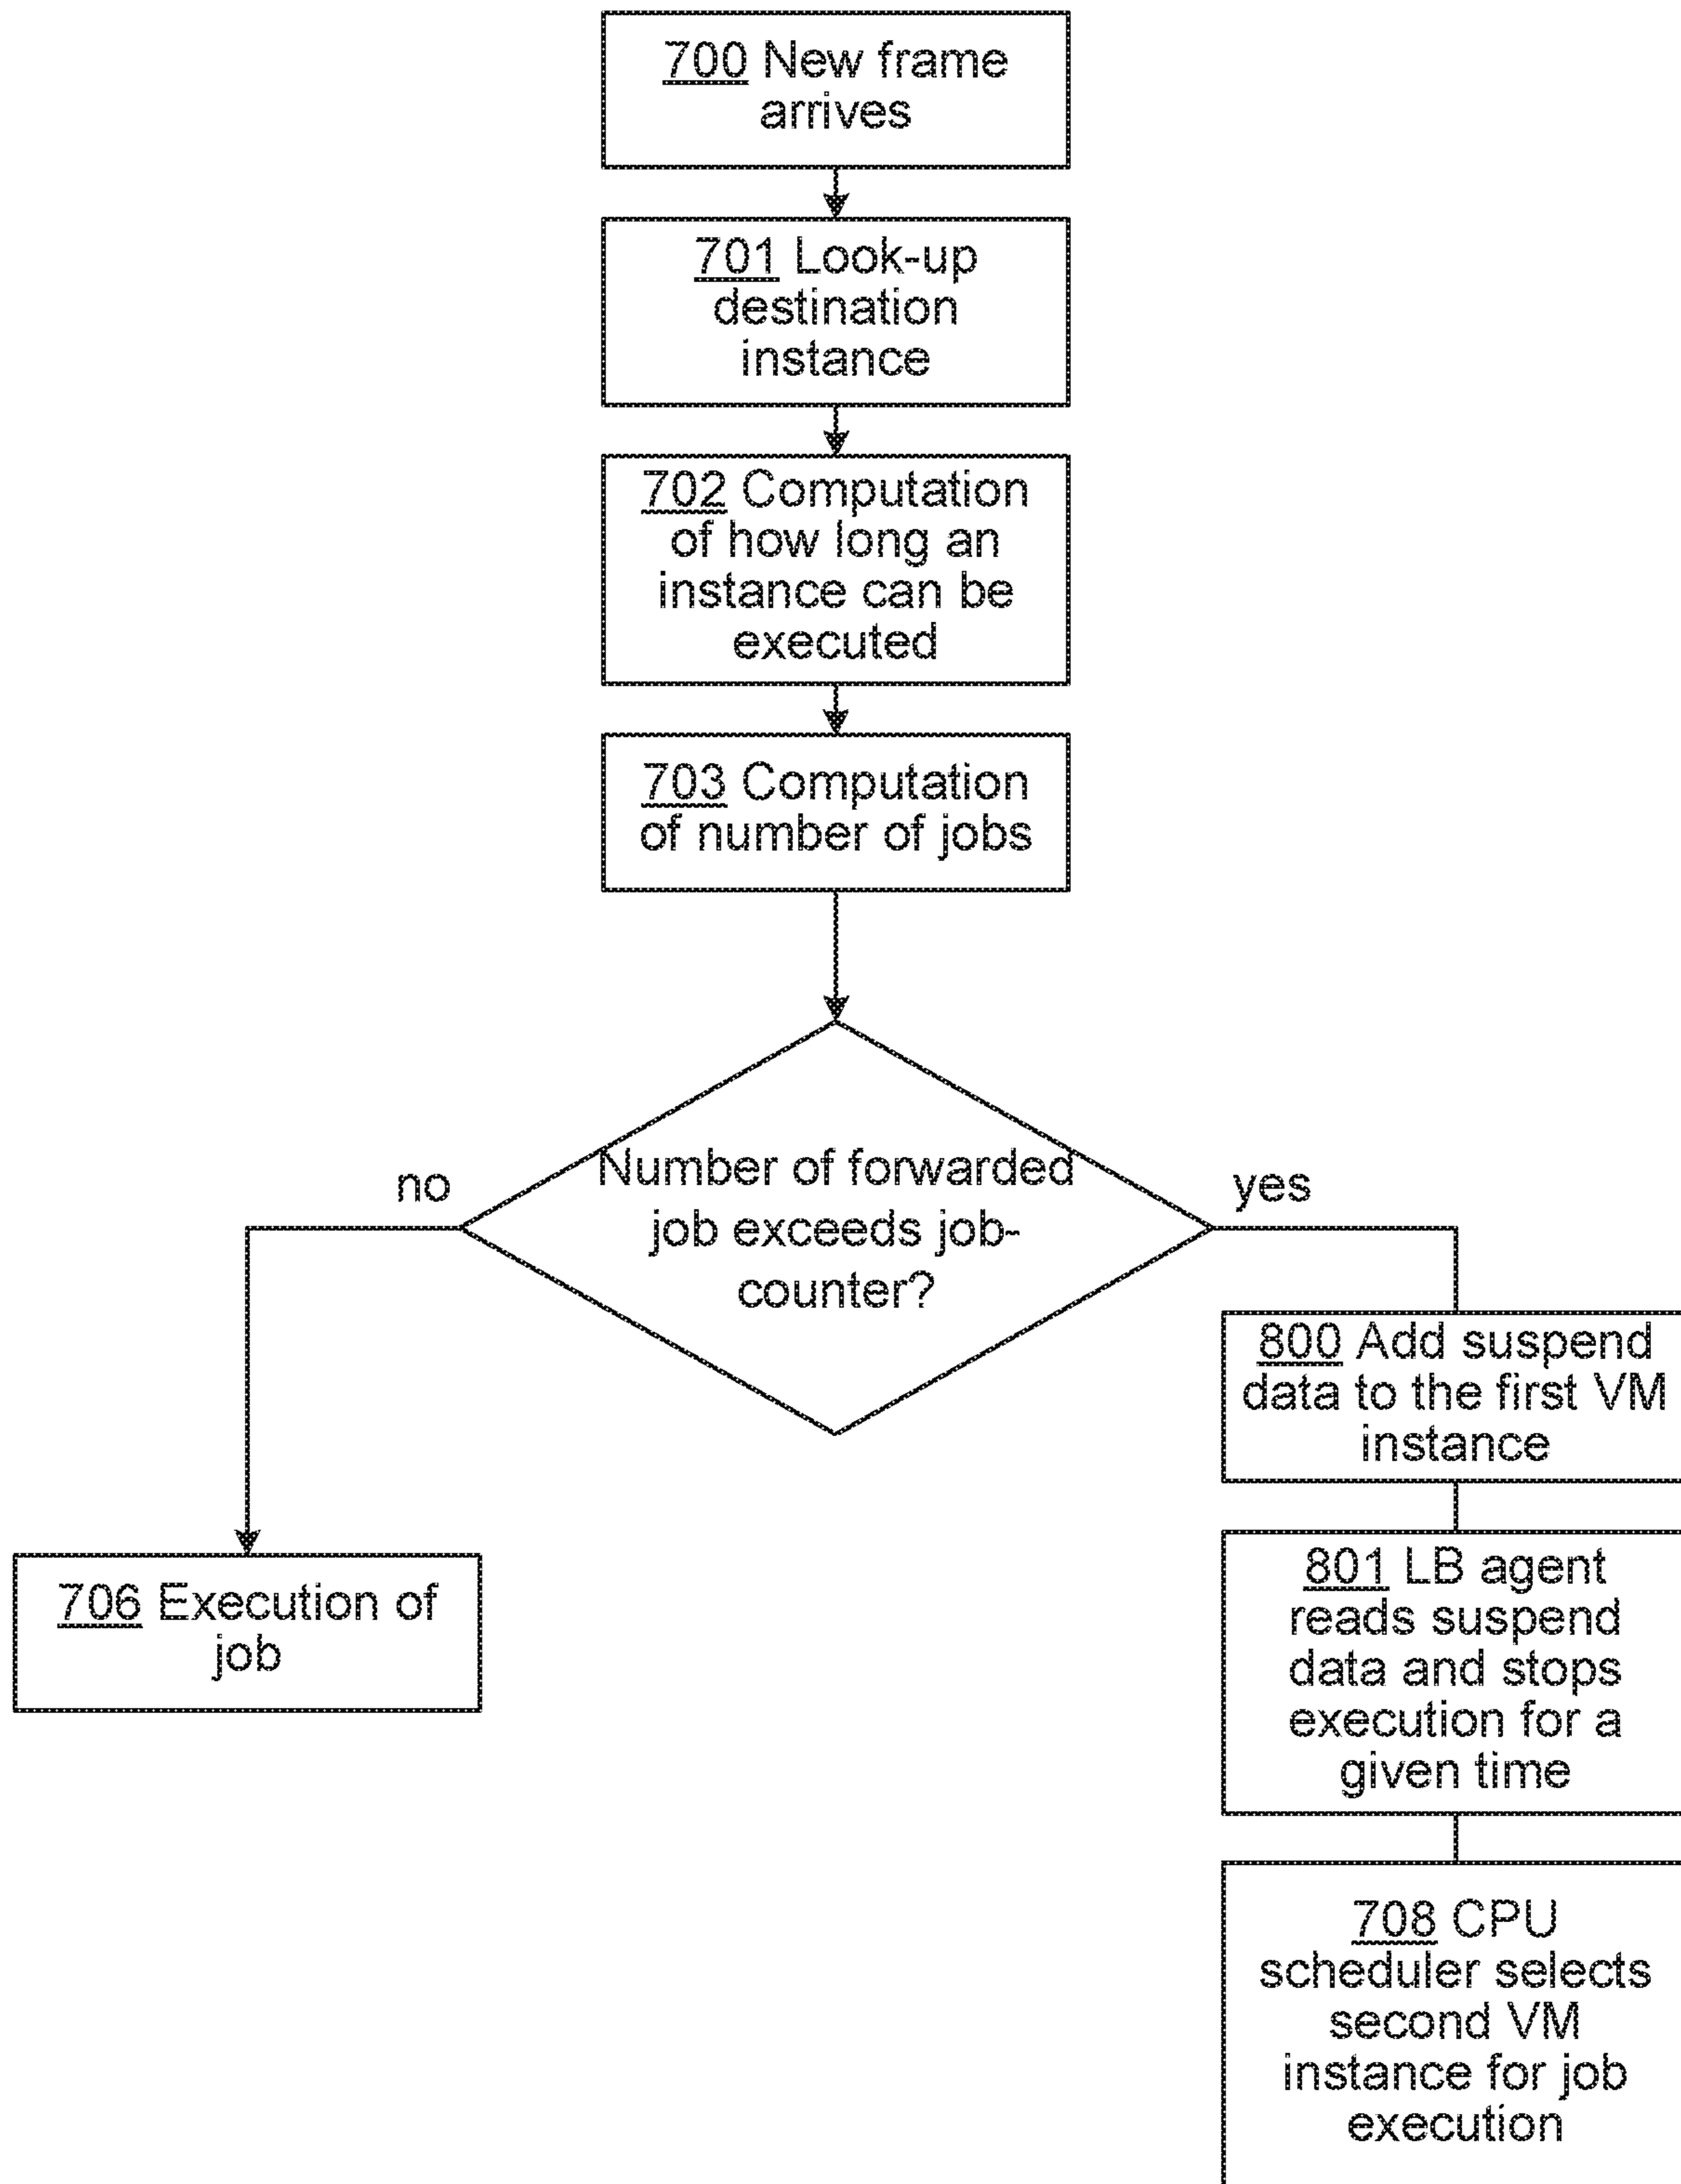 700 New frame
arrives
701 Look-up
destination
instance
702 Computation
of how long an
instance can be
executed
703 Computation
of number of jobs
Number of forwarded
job exceeds job-
counter?
no
yes
706 Execution of
job
800 Add suspend
data to the first VM
instance
801 LB agent
reads suspend
data and stops
execution for a
given time
708 CPU
scheduler selects
second VM
instance for job
execution